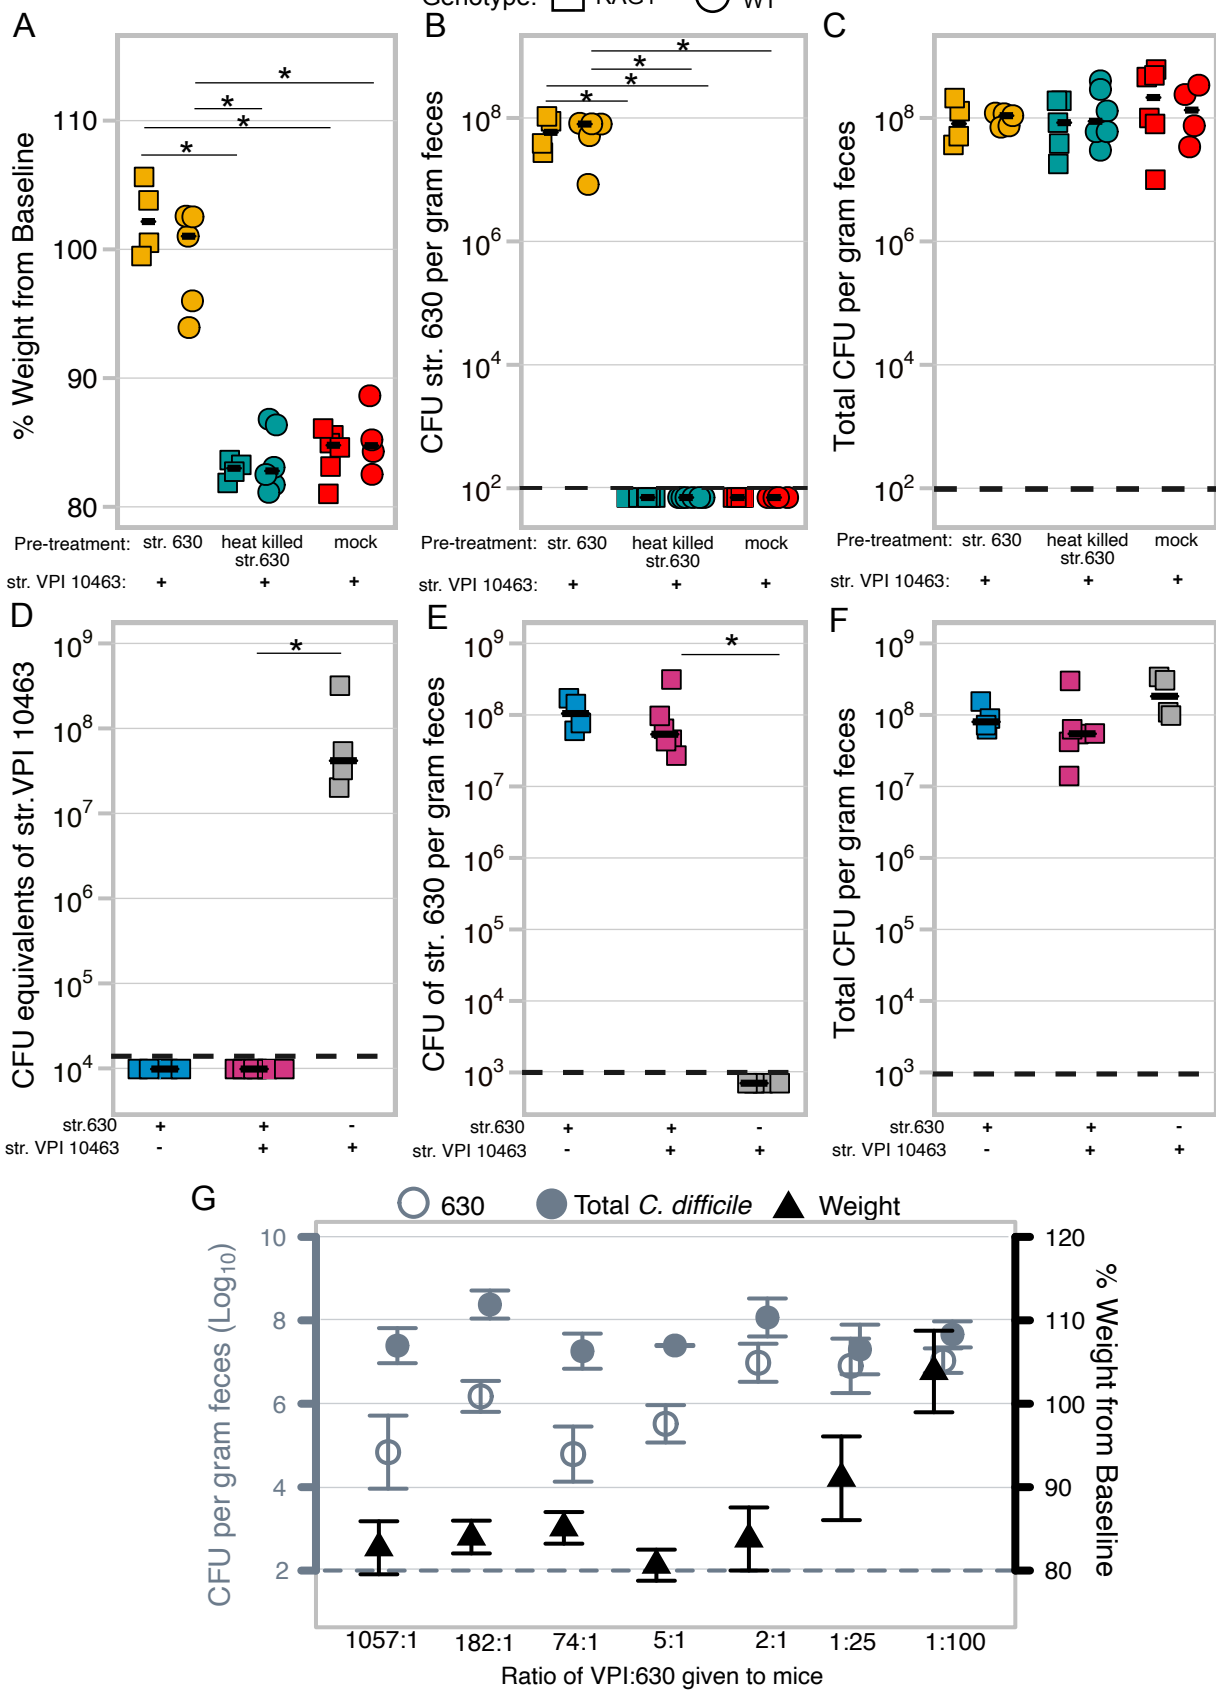 Genotype: RAG1 WT
A
B
C
% Weight from Baseline
110
100
90
80
* * * *
Pre-treatment: str. 630 heat killed str.630 mock
str. VPI 10463: + + +
CFU str. 630 per gram feces
10^8
10^6
10^4
10^2
* * * *
Pre-treatment: str. 630 heat killed str.630 mock
str. VPI 10463: + + +
Total CFU per gram feces
10^8
10^6
10^4
10^2
Pre-treatment: str. 630 heat killed str.630 mock
str. VPI 10463: + + +
D
E
F
CFU equivalents of str.VPI 10463
10^9
10^8
10^7
10^6
10^5
10^4
*
str.630 + + -
str. VPI 10463 - + +
CFU of str. 630 per gram feces
10^9
10^8
10^7
10^6
10^5
10^4
10^3
*
str.630 + + -
str. VPI 10463 - + +
Total CFU per gram feces
10^9
10^8
10^7
10^6
10^5
10^4
10^3
str.630 + + -
str. VPI 10463 - + +
G
630 Total C. difficile Weight
CFU per gram feces (Log10)
10
8
6
4
2
120
110
100
90
80
% Weight from Baseline
1057:1 182:1 74:1 5:1 2:1 1:25 1:100
Ratio of VPI:630 given to mice